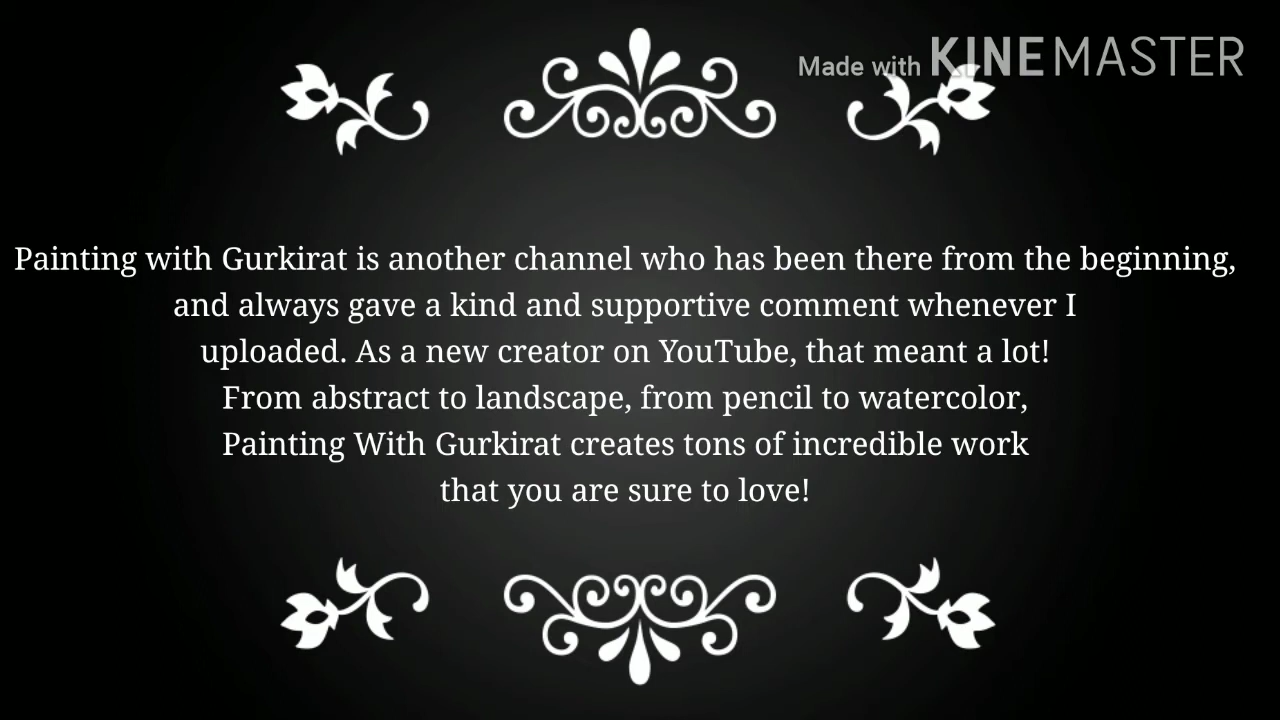 Made with KINEMASTER
Painting with Gurkirat is another channel who has been there from the beginning,
and always gave a kind and supportive comment whenever I
uploaded. As a new creator on YouTube, that meant a lot!
From abstract to landscape, from pencil to watercolor,
Painting With Gurkirat creates tons of incredible work
that you are sure to love!